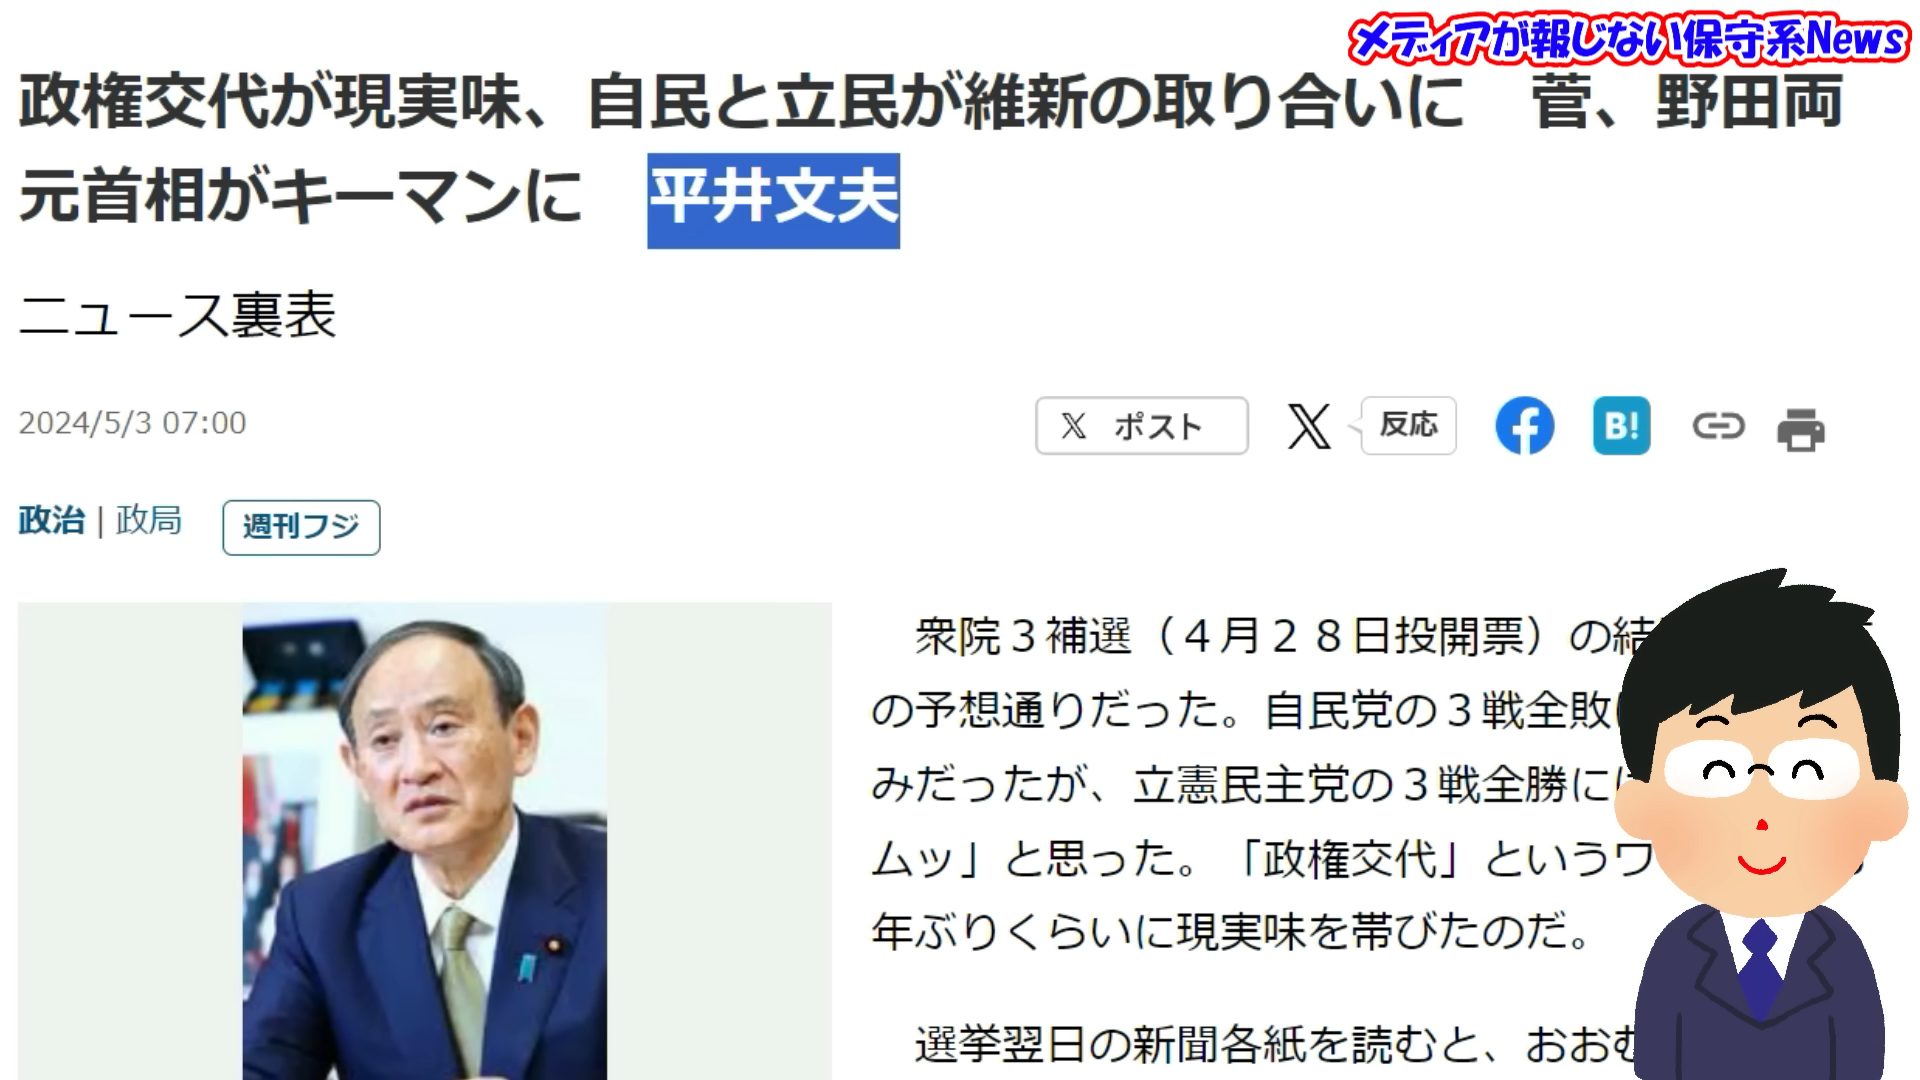 メディアが報じない保守系News
政権交代が現実味、自民と立民が維新の取り合いに　菅、野田両
元首相がキーマンに　平井文夫
ニュース裏表
2024/5/3 07:00
ポスト
反応
B!
政治 | 政局
週刊フジ
衆院３補選（４月２８日投開票）の結
の予想通りだった。自民党の３戦全敗
みだったが、立憲民主党の３戦全勝に
ムッ」と思った。「政権交代」というワ
年ぶりくらいに現実味を帯びたのだ。
選挙翌日の新聞各紙を読むと、おおむ